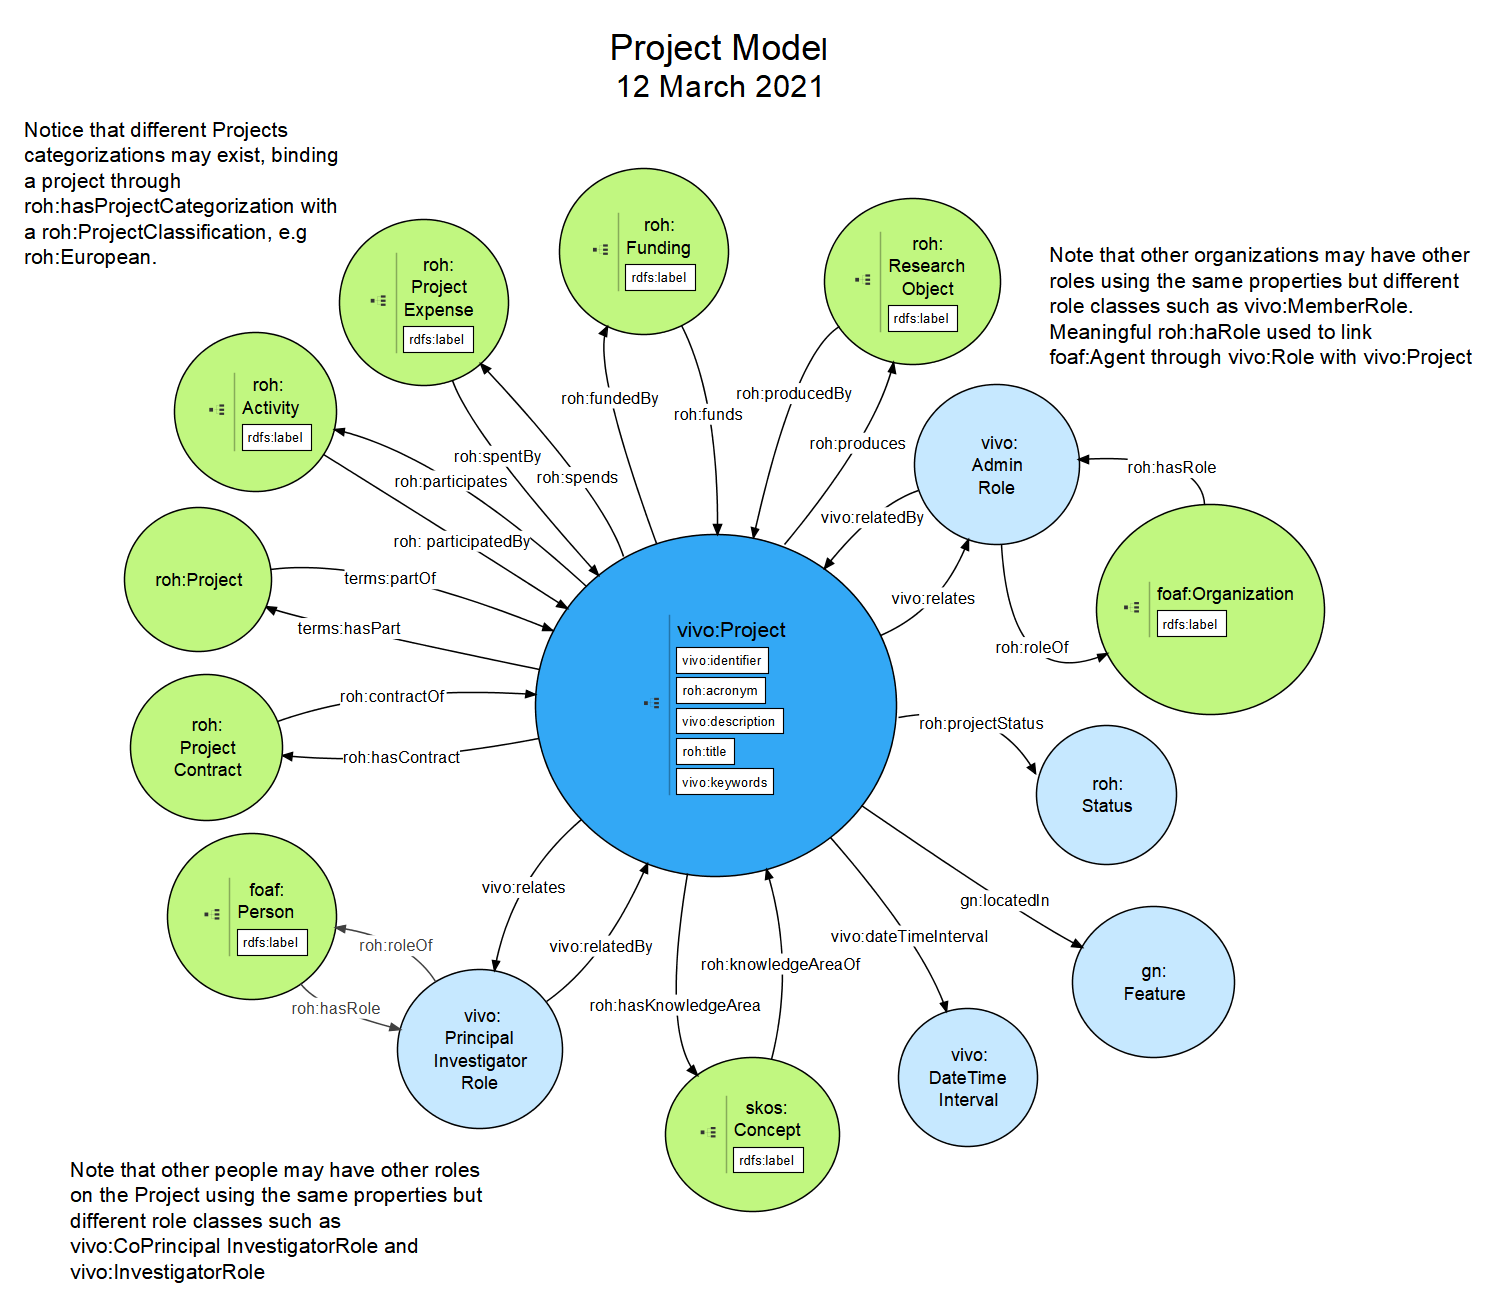 Project Model
12 March 2021
Notice that different Projects
categorizations may exist, binding
a project through
roh:hasProjectCategorization with
a roh:ProjectClassification, e.g
roh:European.
Note that other organizations may have other
roles using the same properties but different
role classes such as vivo:MemberRole.
Meaningful roh:haRole used to link
foaf:Agent through vivo:Role with vivo:Project
roh:
Funding
rdfs:label
roh:
Research
Object
rdfs:label
roh:
Project
Expense
rdfs:label
roh:
Activity
rdfs:label
roh:fundedBy
roh:funds
roh:producedBy
roh:produces
roh:spentBy
roh:spends
roh:participates
roh: participatedBy
vivo:
Admin
Role
roh:hasRole
vivo:relatedBy
vivo:relates
roh:roleOf
foaf:Organization
rdfs:label
roh:Project
terms:partOf
terms:hasPart
vivo:Project
vivo:identifier
roh:acronym
vivo:description
roh:title
vivo:keywords
roh:contractOf
roh:hasContract
roh:
Project
Contract
roh:projectStatus
roh:
Status
foaf:
Person
rdfs:label
roh:roleOf
roh:hasRole
vivo:relates
vivo:relatedBy
vivo:
Principal
Investigator
Role
roh:hasKnowledgeArea
roh:knowledgeAreaOf
skos:
Concept
rdfs:label
vivo:dateTimeInterval
vivo:
DateTime
Interval
gn:locatedIn
gn:
Feature
Note that other people may have other roles
on the Project using the same properties but
different role classes such as
vivo:CoPrincipal InvestigatorRole and
vivo:InvestigatorRole